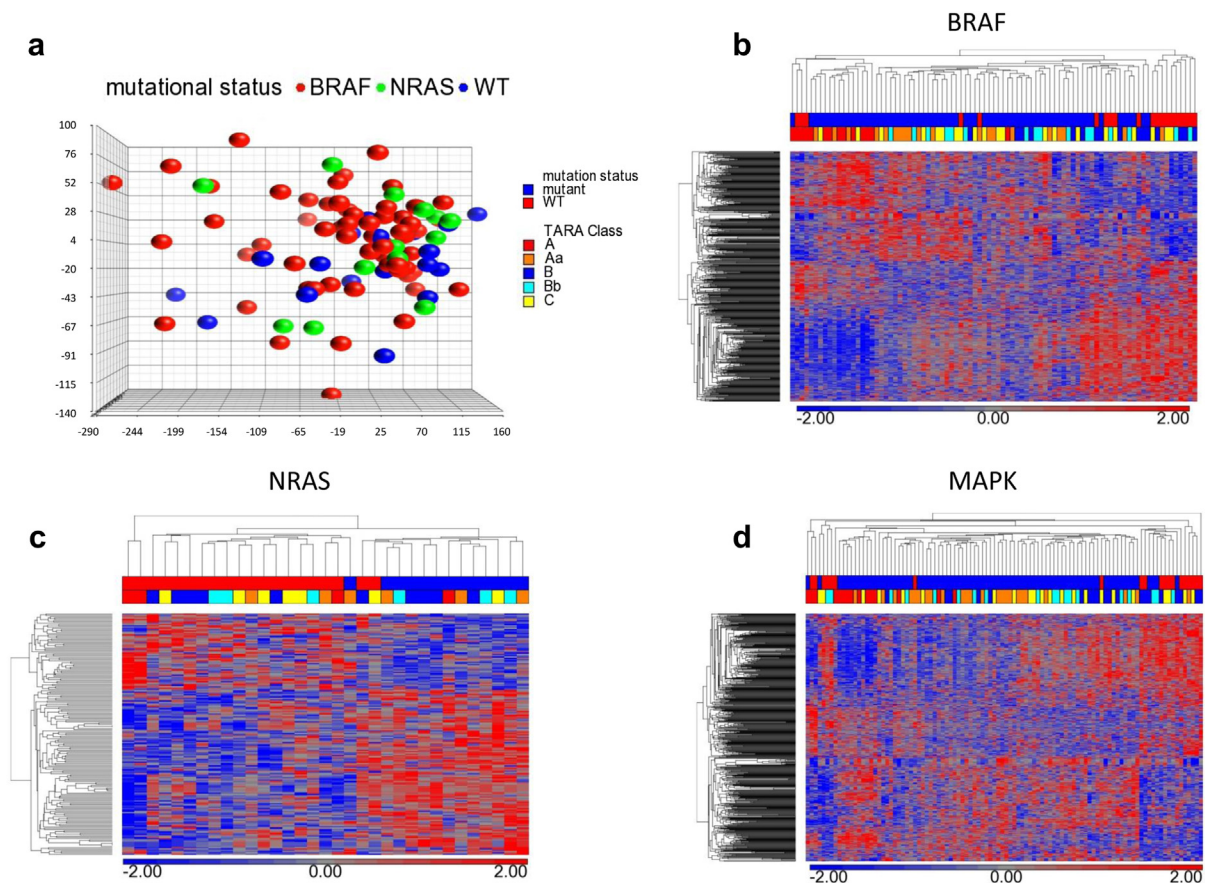 a
mutational status BRAF NRAS WT
100
76
52
28
4
-20
-43
-67
-91
-115
-140
-290 -244 -199 -154 -109 -65 -19 25 70 115 160
mutation status
mutant
WT
TARA Class
A
Aa
B
Bb
C
b
BRAF
-2.00 0.00 2.00
NRAS
c
-2.00 0.00 2.00
MAPK
d
-2.00 0.00 2.00